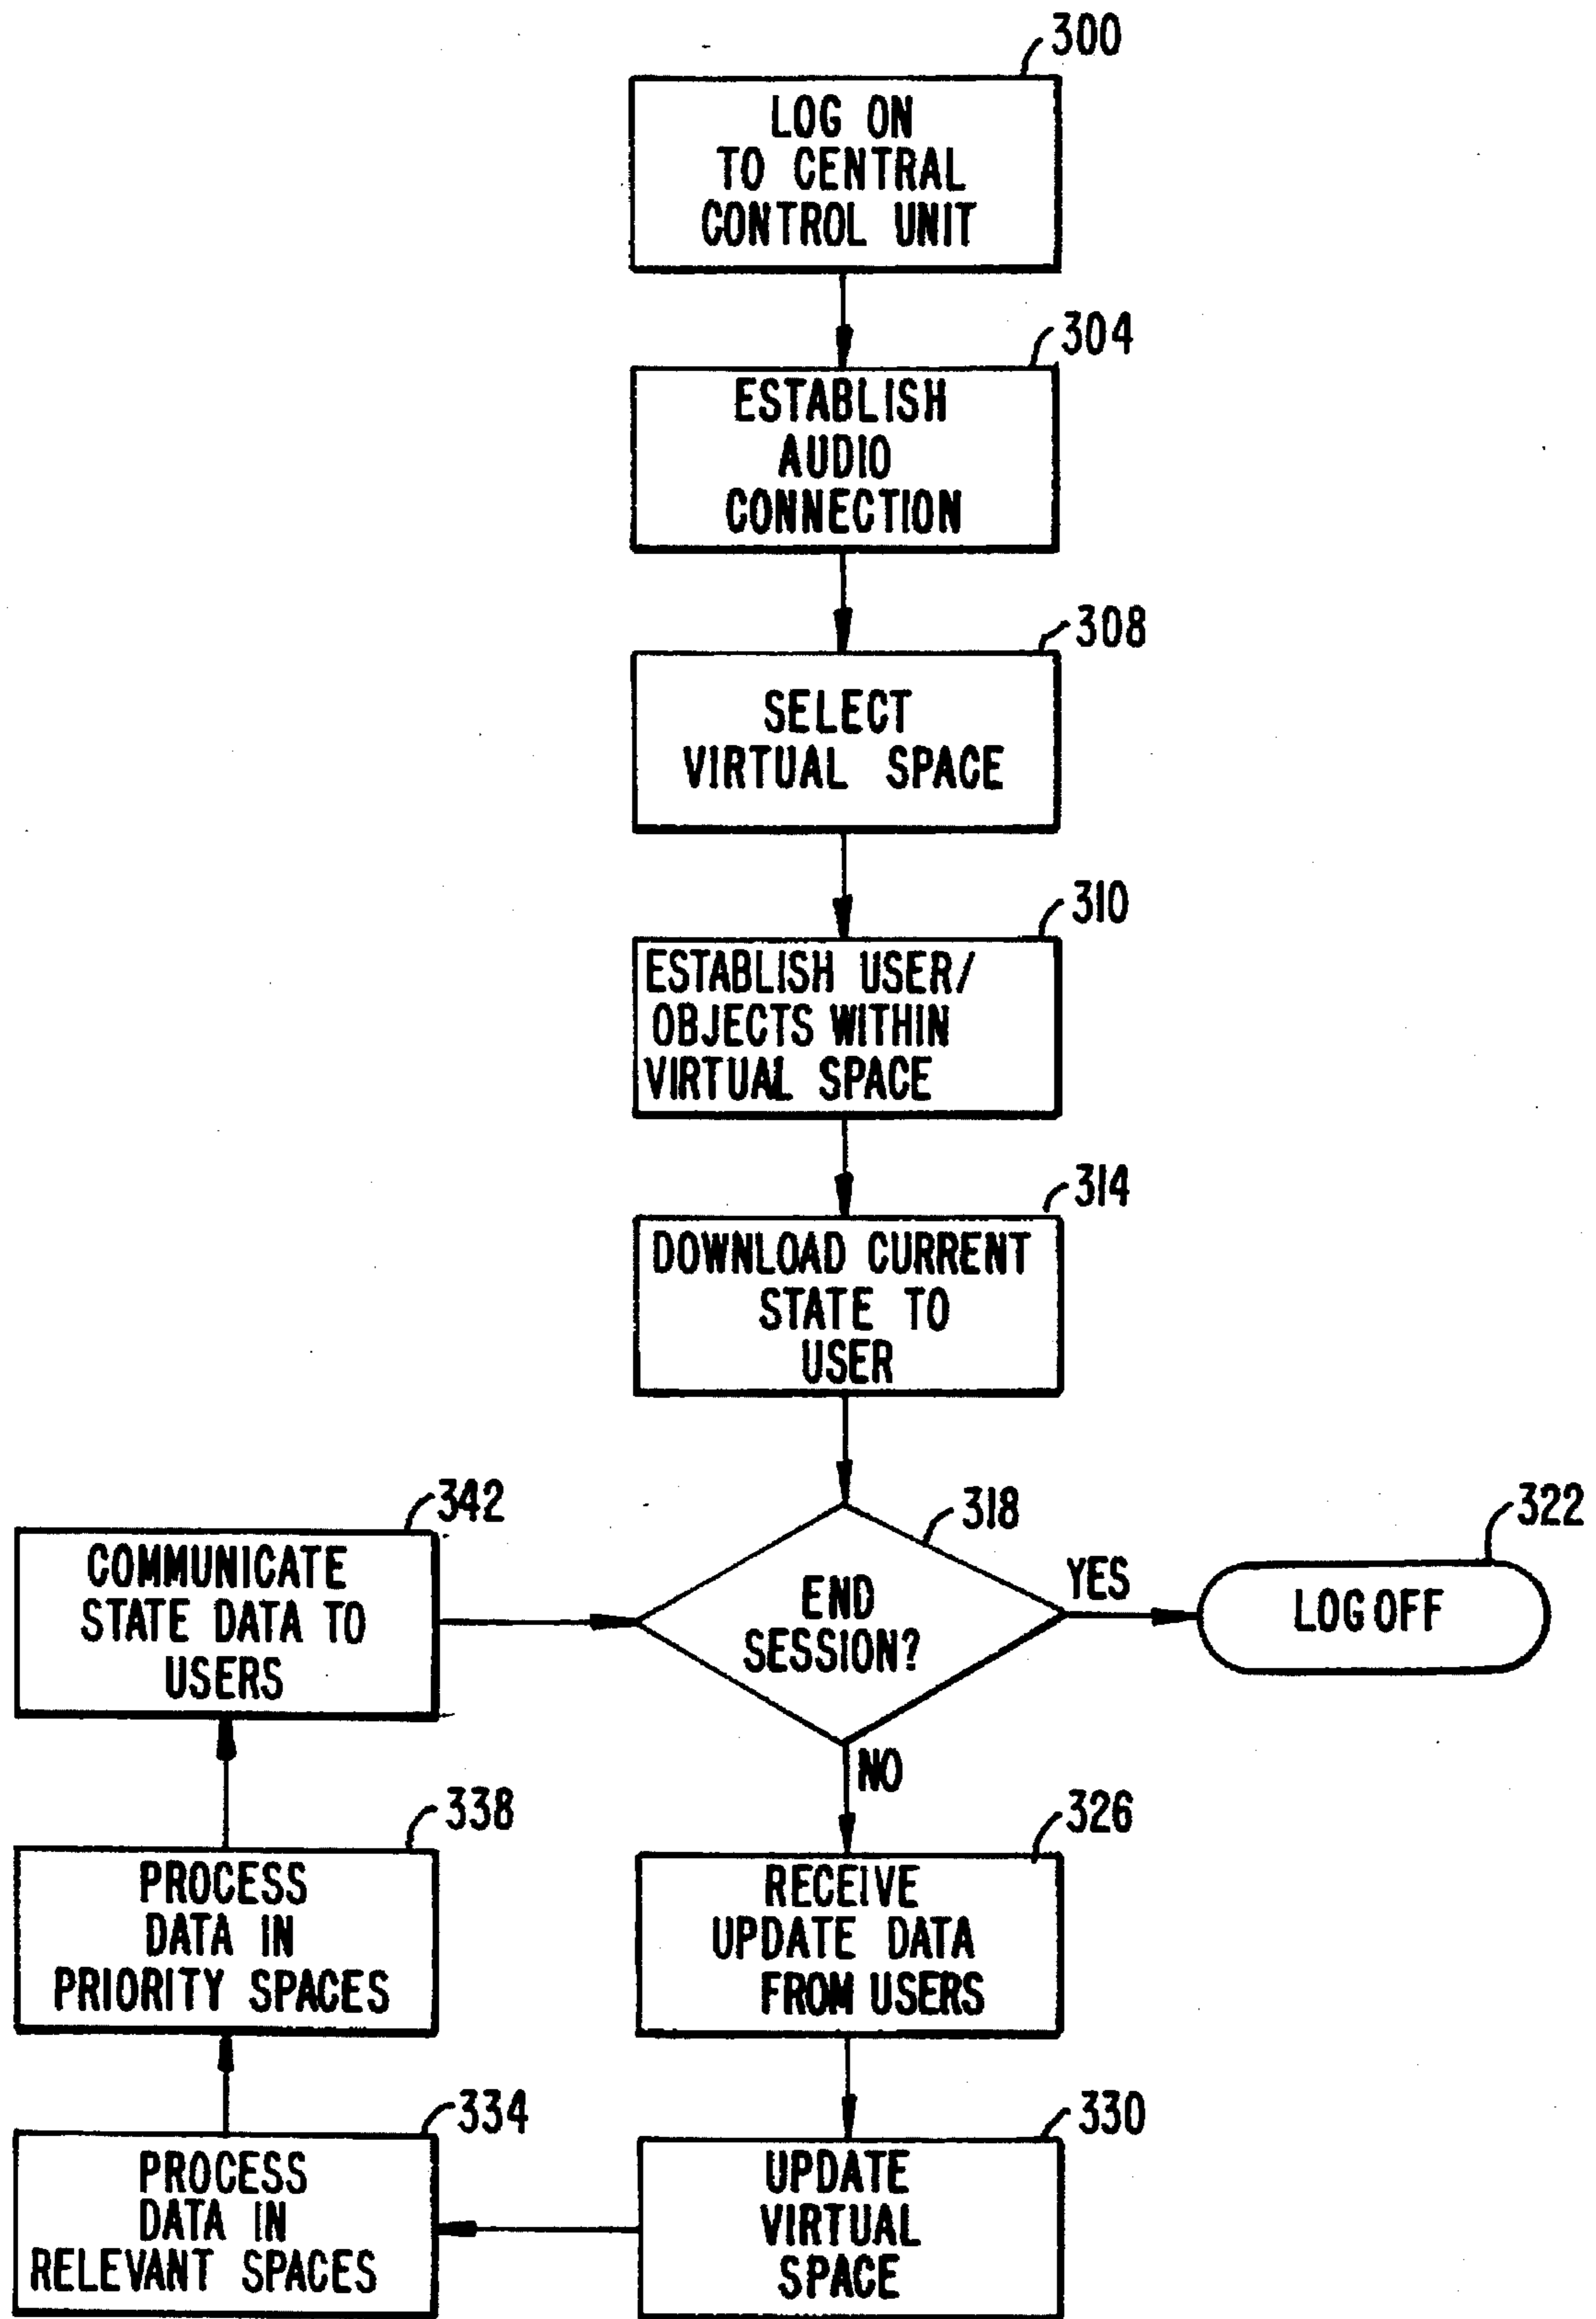 300
LOG ON
TO CENTRAL
CONTROL UNIT
304
ESTABLISH
AUDIO
CONNECTION
308
SELECT
VIRTUAL SPACE
310
ESTABLISH USER/
OBJECTS WITHIN
VIRTUAL SPACE
314
DOWNLOAD CURRENT
STATE TO
USER
318
END
SESSION?
YES
322
LOG OFF
NO
326
RECEIVE
UPDATE DATA
FROM USERS
330
UPDATE
VIRTUAL
SPACE
334
PROCESS
DATA IN
RELEVANT SPACES
338
PROCESS
DATA IN
PRIORITY SPACES
342
COMMUNICATE
STATE DATA TO
USERS